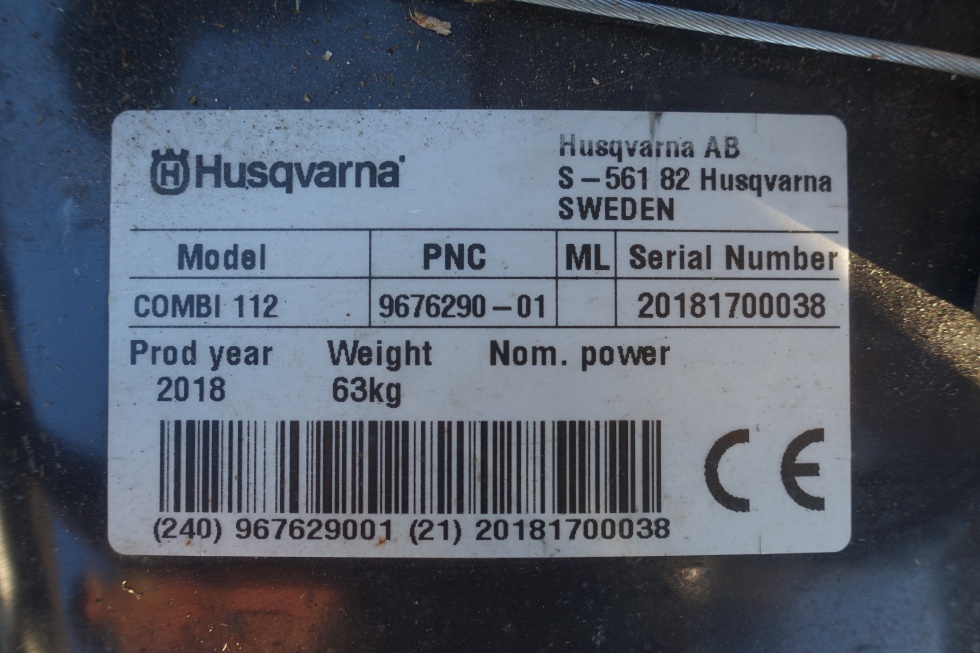 Husqvarna
Husqvarna AB
S-561 82 Husqvarna
SWEDEN
Model PNC ML Serial Number
COMBI 112 9676290-01 20181700038
Prod year Weight Nom. power
2018 63kg
(240) 967629001 (21) 20181700038
CE